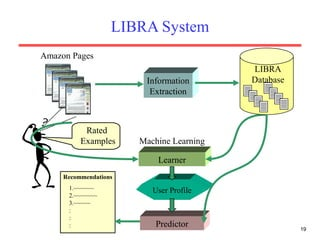 LIBRA System
Amazon Pages
Information
Extraction
LIBRA
Database
Rated
Examples
Machine Learning
Learner
User Profile
Predictor
Recommendations
1.~~~~~~
2.~~~~~~~
3.~~~~~
:
:
:
19